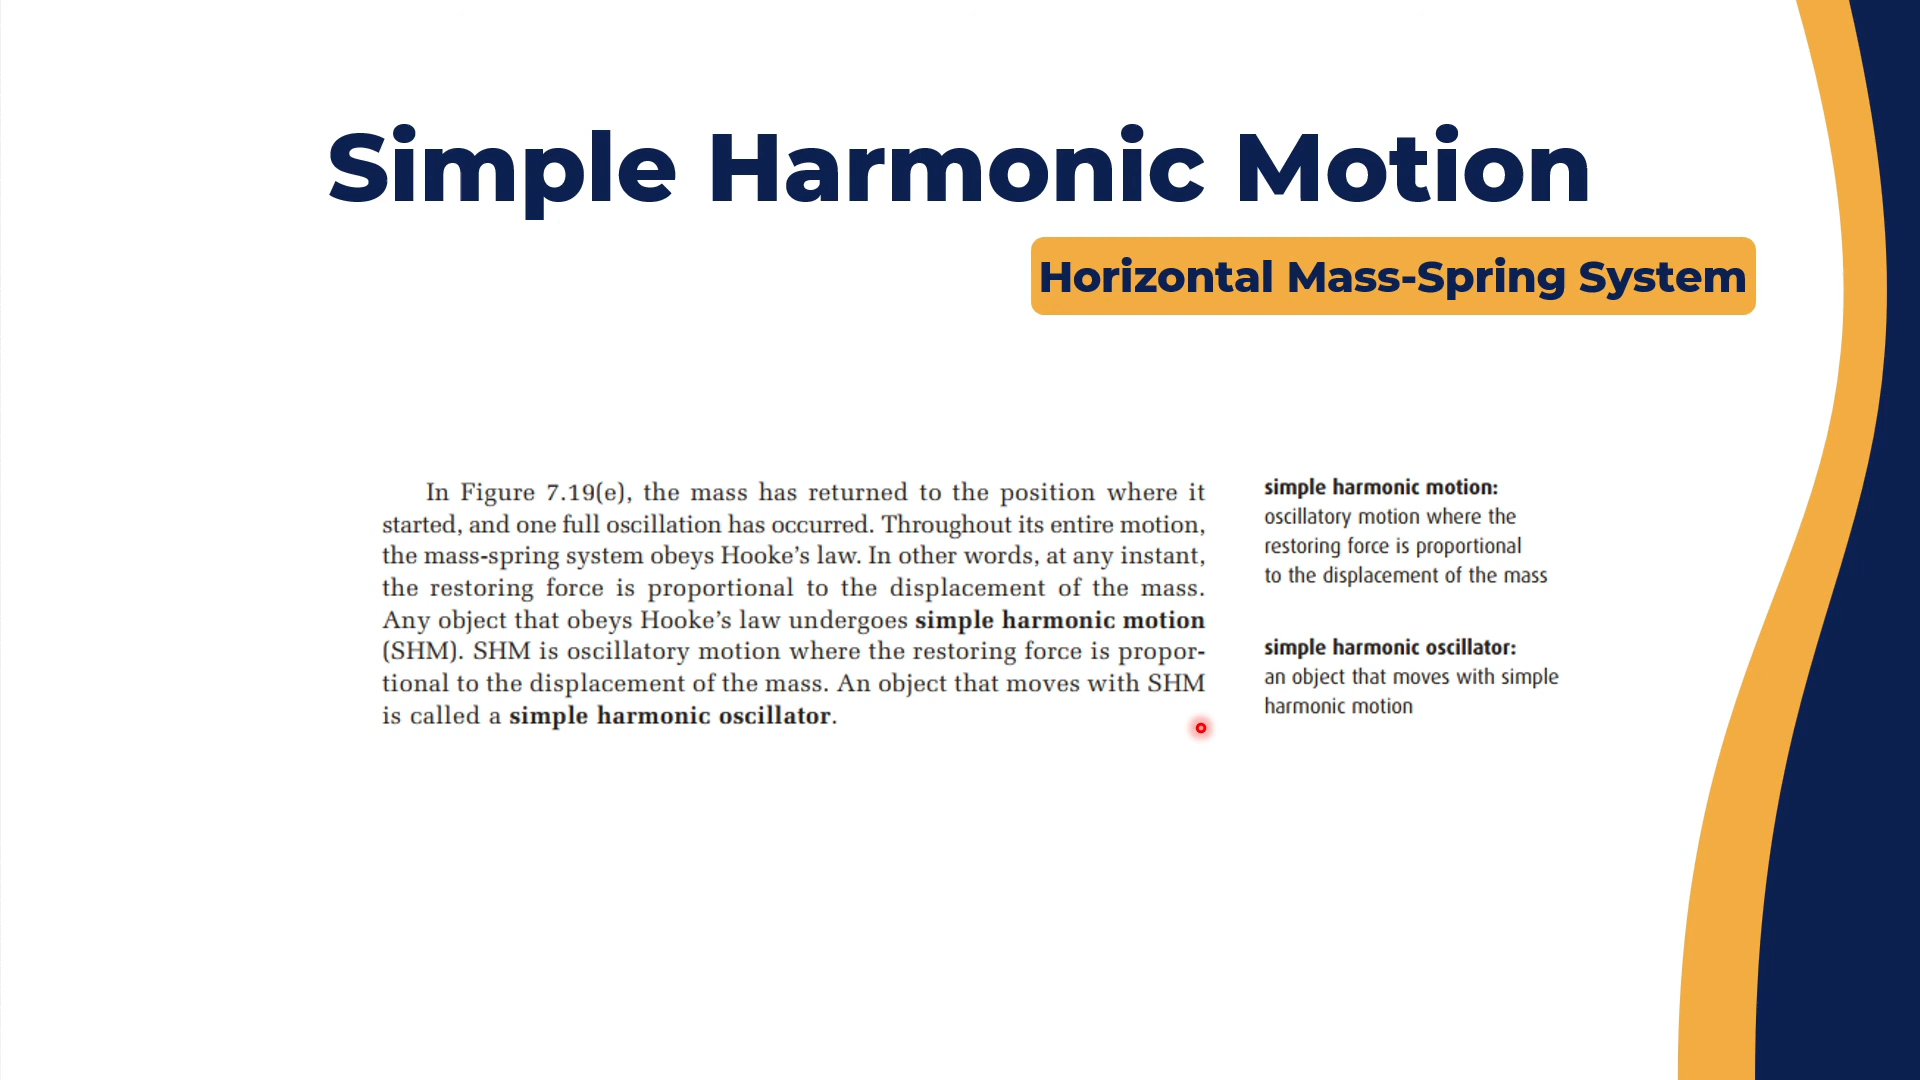 Simple Harmonic Motion
Horizontal Mass-Spring System
In Figure 7.19(e), the mass has returned to the position where it
started, and one full oscillation has occurred. Throughout its entire motion,
the mass-spring system obeys Hooke’s law. In other words, at any instant,
the restoring force is proportional to the displacement of the mass.
Any object that obeys Hooke’s law undergoes simple harmonic motion
(SHM). SHM is oscillatory motion where the restoring force is propor-
tional to the displacement of the mass. An object that moves with SHM
is called a simple harmonic oscillator.
simple harmonic motion:
oscillatory motion where the
restoring force is proportional
to the displacement of the mass
simple harmonic oscillator:
an object that moves with simple
harmonic motion